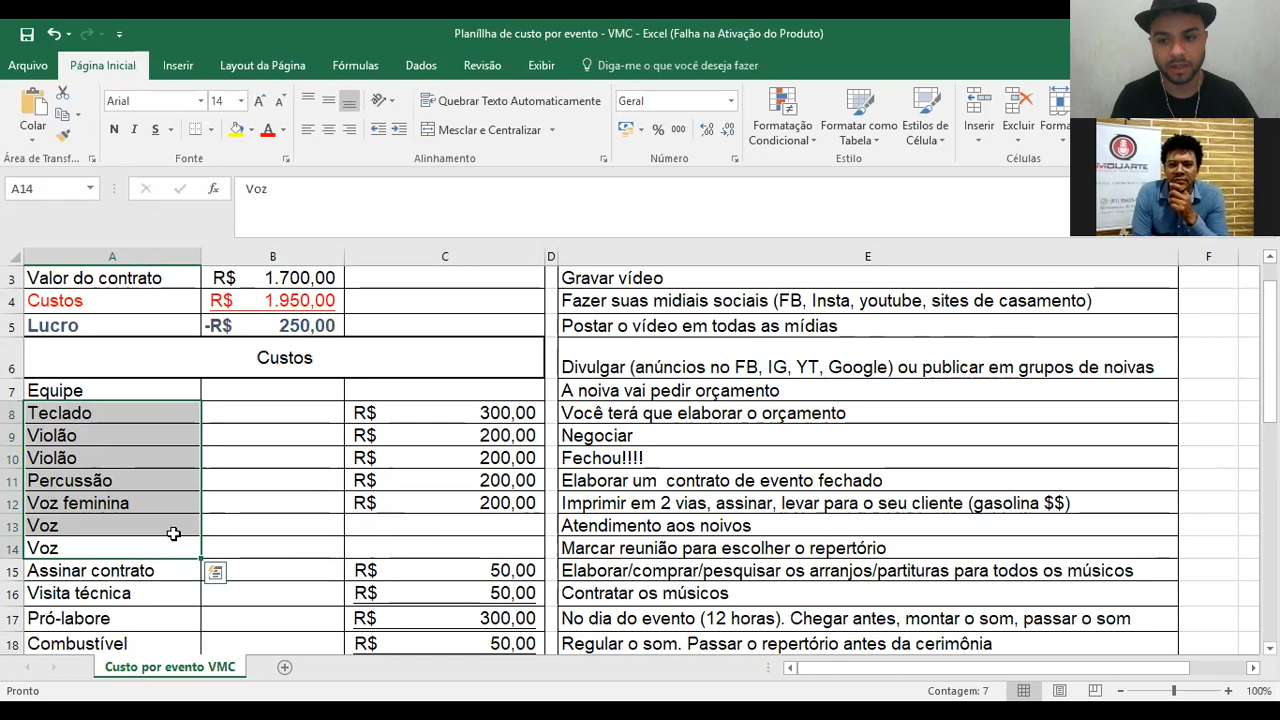 Planíllha de custo por evento - VMC - Excel (Falha na Ativação do Produto)
Arquivo Página Inicial Inserir Layout da Página Fórmulas Dados Revisão Exibir Diga-me o que você deseja fazer
Colar
Arial 14
N I S
Quebrar Texto Automaticamente
Mesclar e Centralizar
Geral
% 000
Formatação Condicional
Formatar como Tabela
Estilos de Célula
Inserir Excluir
Área de Transf... Fonte Alinhamento Número Estilo Células
MDUARTE
A14 fx Voz
A B C D E F
3 Valor do contrato R$ 1.700,00 Gravar vídeo
4 Custos R$ 1.950,00 Fazer suas midiais sociais (FB, Insta, youtube, sites de casamento)
5 Lucro -R$ 250,00 Postar o vídeo em todas as mídias
6 Custos Divulgar (anúncios no FB, IG, YT, Google) ou publicar em grupos de noivas
7 Equipe A noiva vai pedir orçamento
8 Teclado R$ 300,00 Você terá que elaborar o orçamento
9 Violão R$ 200,00 Negociar
10 Violão R$ 200,00 Fechou!!!!
11 Percussão R$ 200,00 Elaborar um contrato de evento fechado
12 Voz feminina R$ 200,00 Imprimir em 2 vias, assinar, levar para o seu cliente (gasolina $$)
13 Voz Atendimento aos noivos
14 Voz Marcar reunião para escolher o repertório
15 Assinar contrato R$ 50,00 Elaborar/comprar/pesquisar os arranjos/partituras para todos os músicos
16 Visita técnica R$ 50,00 Contratar os músicos
17 Pró-labore R$ 300,00 No dia do evento (12 horas). Chegar antes, montar o som, passar o som
18 Combustível R$ 50,00 Regular o som. Passar o repertório antes da cerimônia
Custo por evento VMC
Pronto Contagem: 7 100%